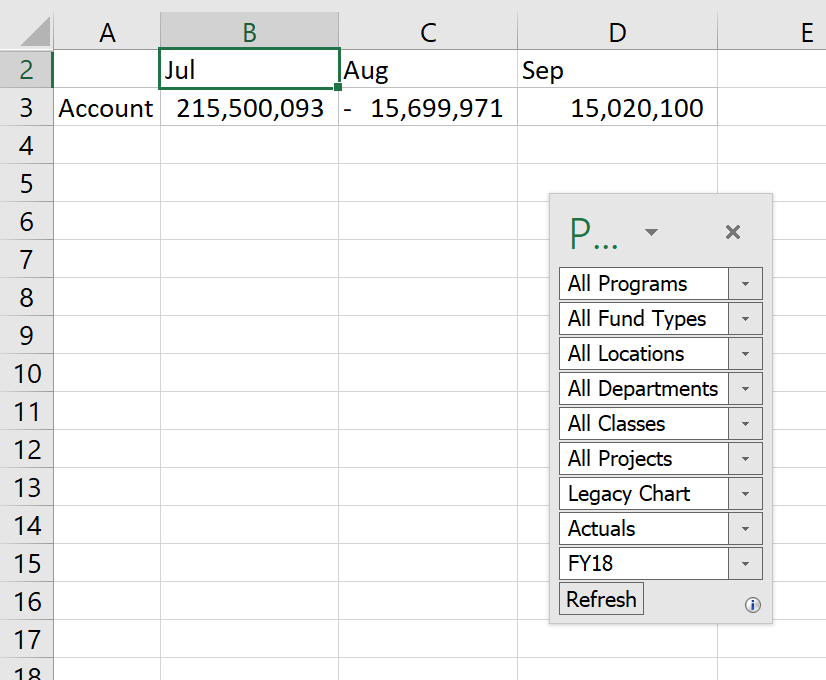 A B C D E
2 Jul Aug Sep
3 Account 215,500,093 - 15,699,971 15,020,100
4
5
6
7
8
9
10
11
12
13
14
15
16
17
18
P...
All Programs
All Fund Types
All Locations
All Departments
All Classes
All Projects
Legacy Chart
Actuals
FY18
Refresh